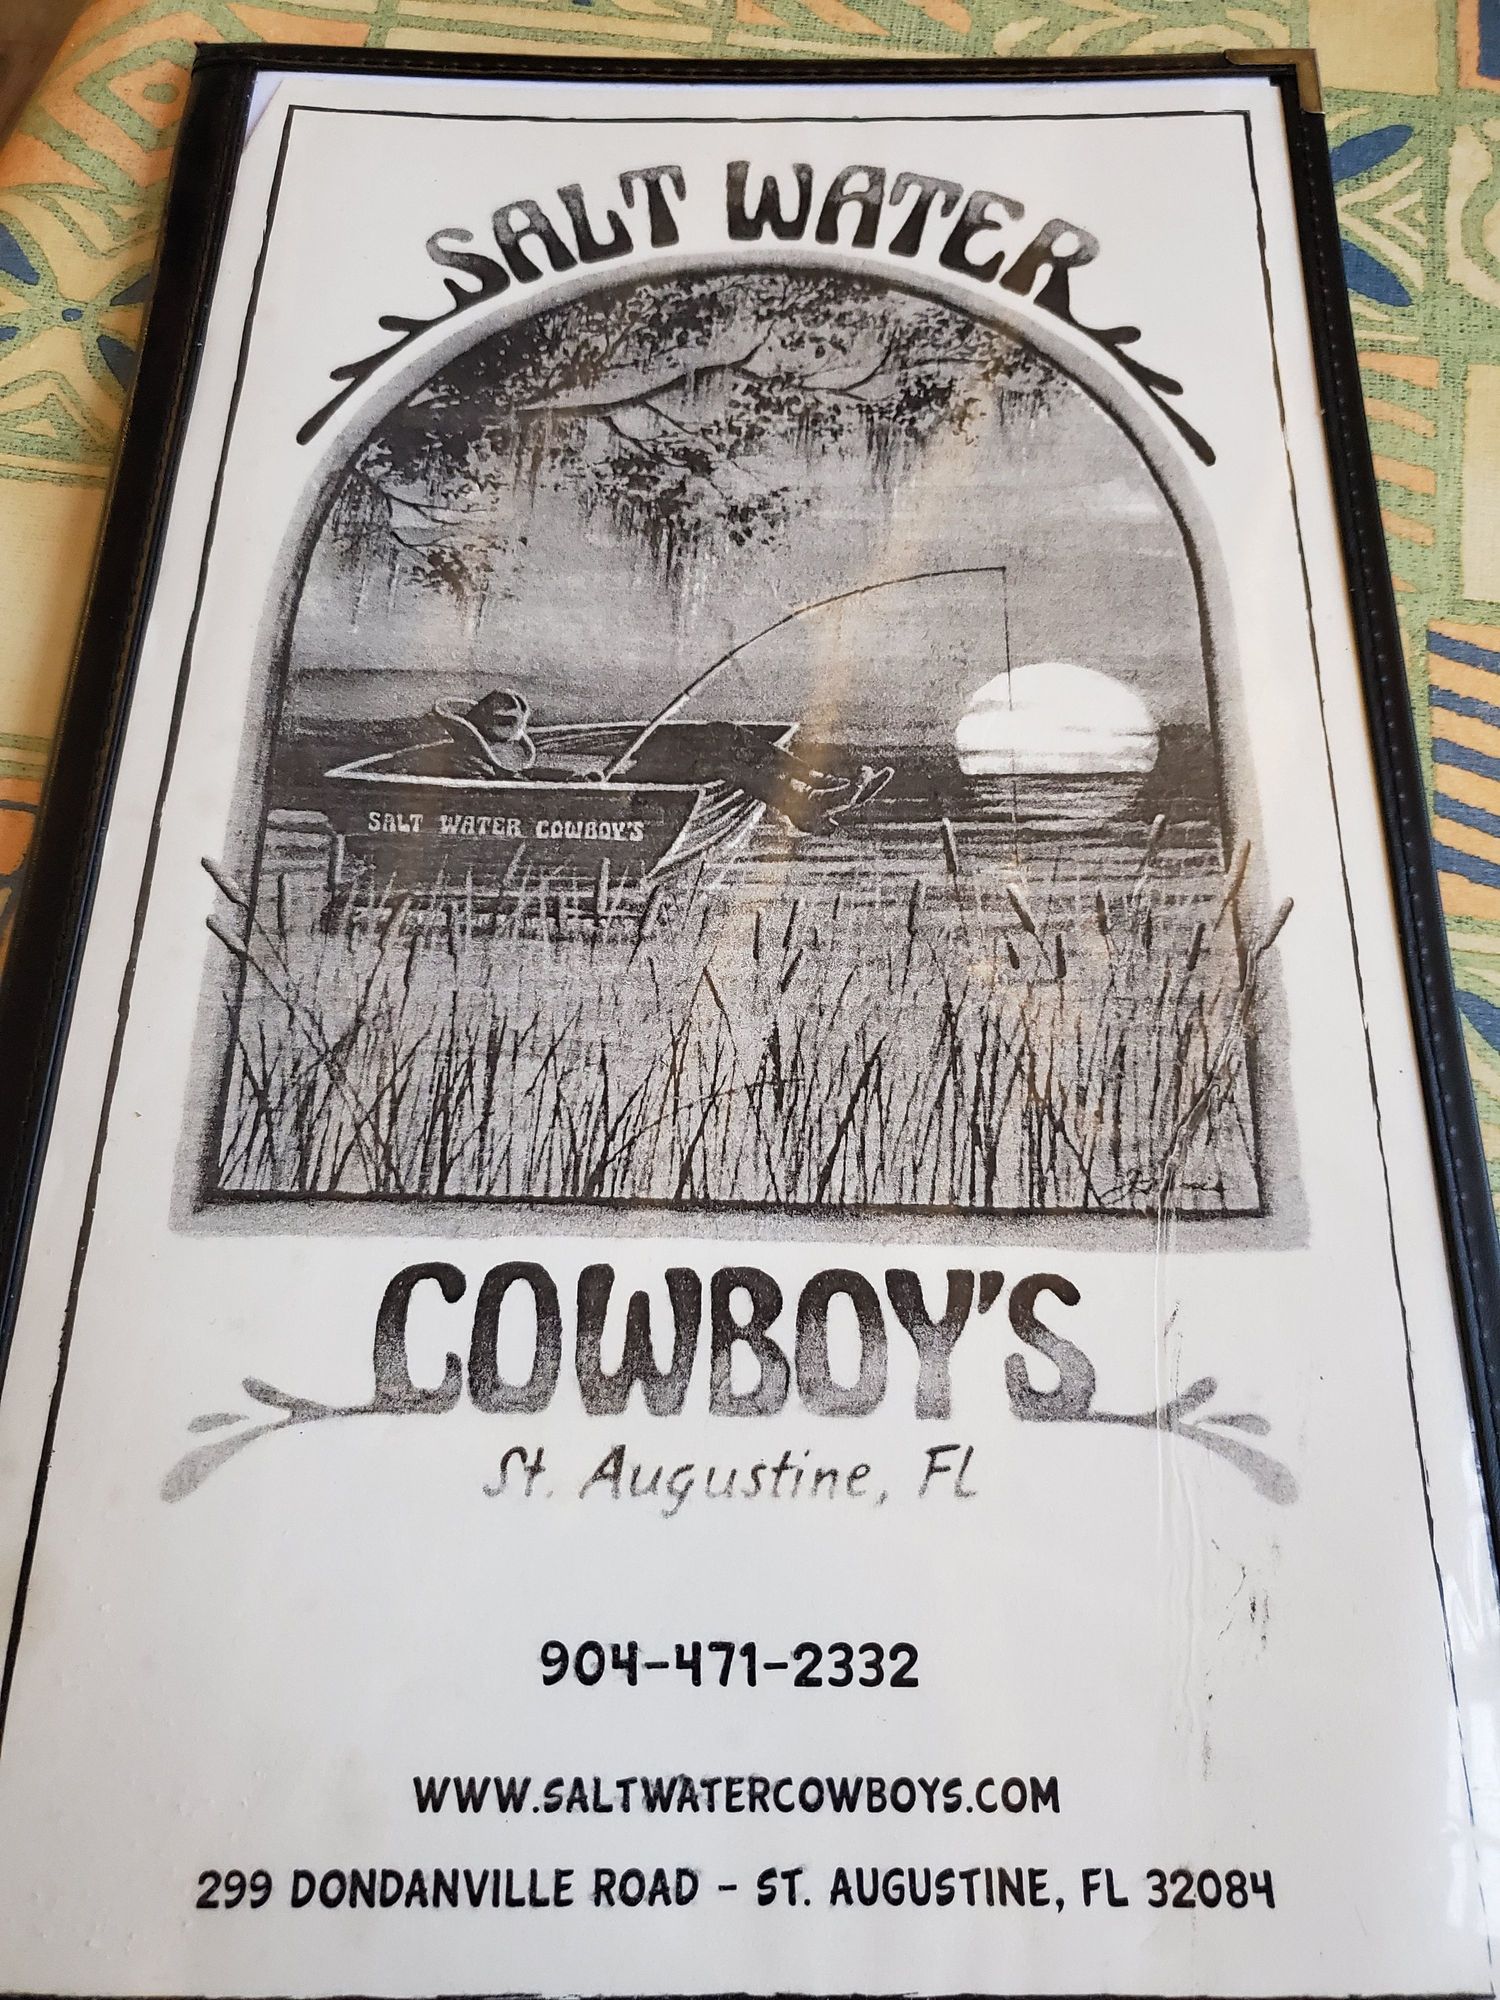 SALT WATER
SALT WATER COWBOY'S
COWBOY'S
St. Augustine, FL
904-471-2332
WWW.SALTWATERCOWBOYS.COM
299 DONDANVILLE ROAD - ST. AUGUSTINE, FL 32084